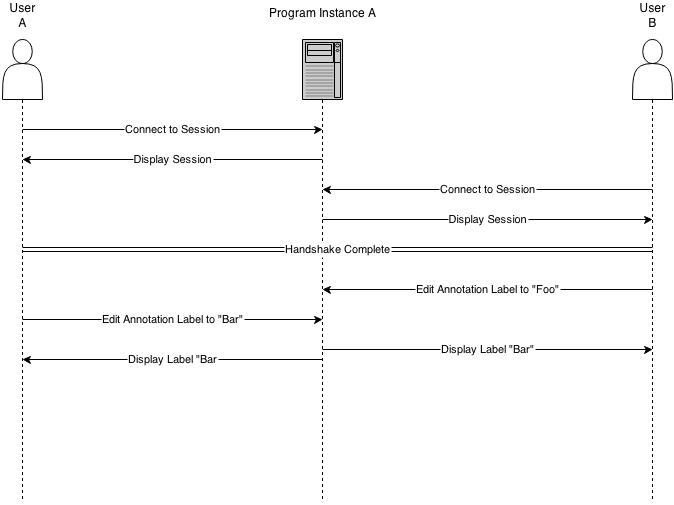 User
A
Program Instance A
User
B
Connect to Session
Display Session
Connect to Session
Display Session
Handshake Complete
Edit Annotation Label to "Foo"
Edit Annotation Label to "Bar"
Display Label "Bar"
Display Label "Bar